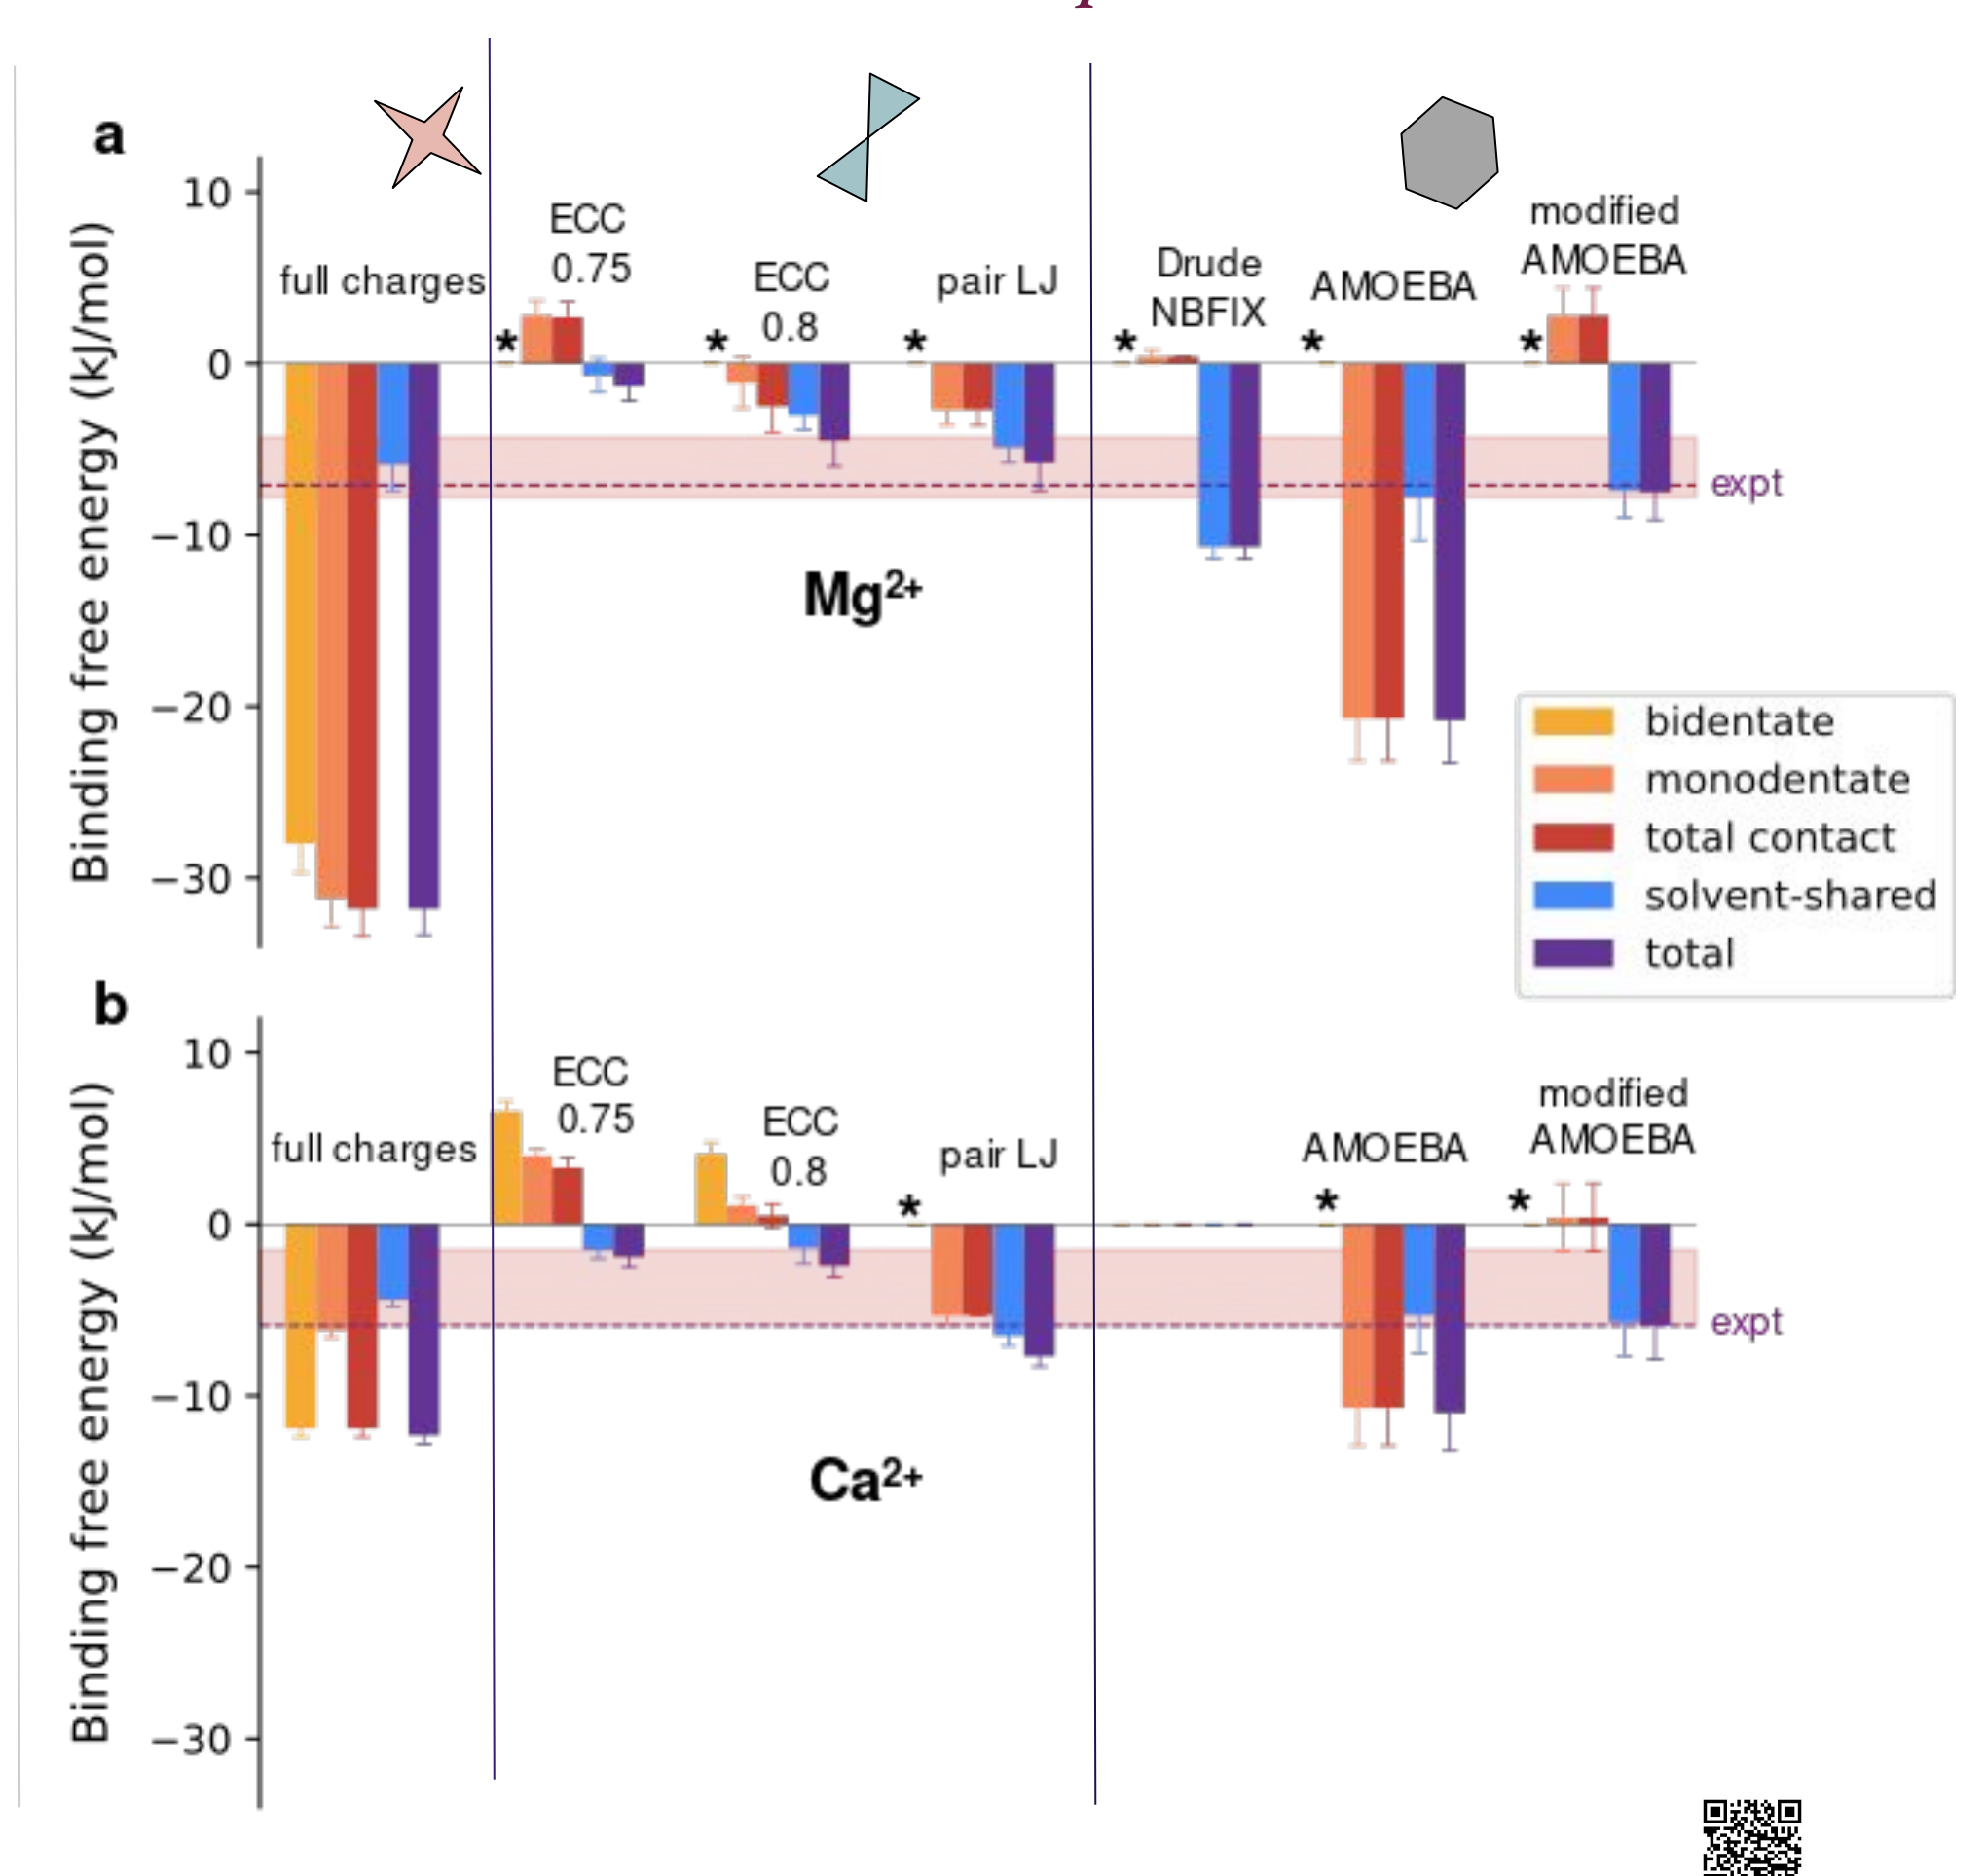 a
Binding free energy (kJ/mol)
10
0
−10
−20
−30
full charges
ECC
0.75
ECC
0.8
pair LJ
Drude
NBFIX
AMOEBA
modified
AMOEBA
*
*
*
*
*
*
expt
Mg²⁺
bidentate
monodentate
total contact
solvent-shared
total
b
Binding free energy (kJ/mol)
10
0
−10
−20
−30
full charges
ECC
0.75
ECC
0.8
pair LJ
AMOEBA
modified
AMOEBA
*
*
*
expt
Ca²⁺